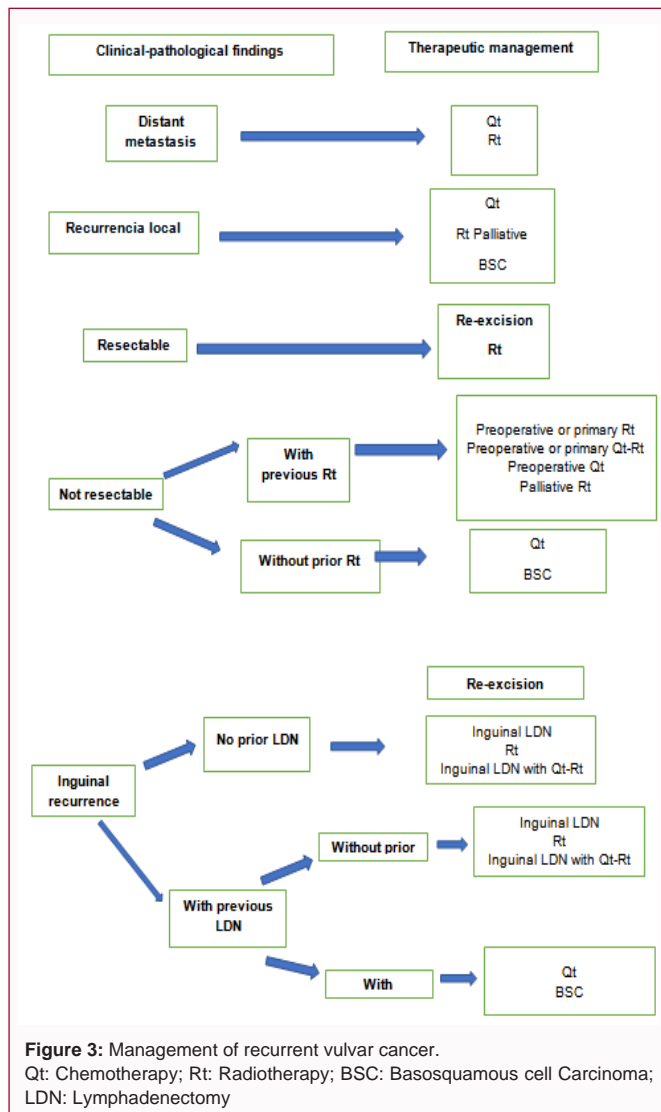 Clinical-pathological findings
Therapeutic management
Distant
metastasis
Qt
Rt
Recurrencia local
Qt
Rt Palliative
BSC
Resectable
Re-excision
Rt
Not resectable
With
previous Rt
Preoperative or primary Rt
Preoperative or primary Qt-Rt
Preoperative Qt
Palliative Rt
Without prior Rt
Qt
BSC
Re-excision
Inguinal
recurrence
No prior LDN
Inguinal LDN
Rt
Inguinal LDN with Qt-Rt
With previous
LDN
Without prior
Inguinal LDN
Rt
Inguinal LDN with Qt-Rt
With
Qt
BSC
Figure 3: Management of recurrent vulvar cancer.
Qt: Chemotherapy; Rt: Radiotherapy; BSC: Basosquamous cell Carcinoma;
LDN: Lymphadenectomy